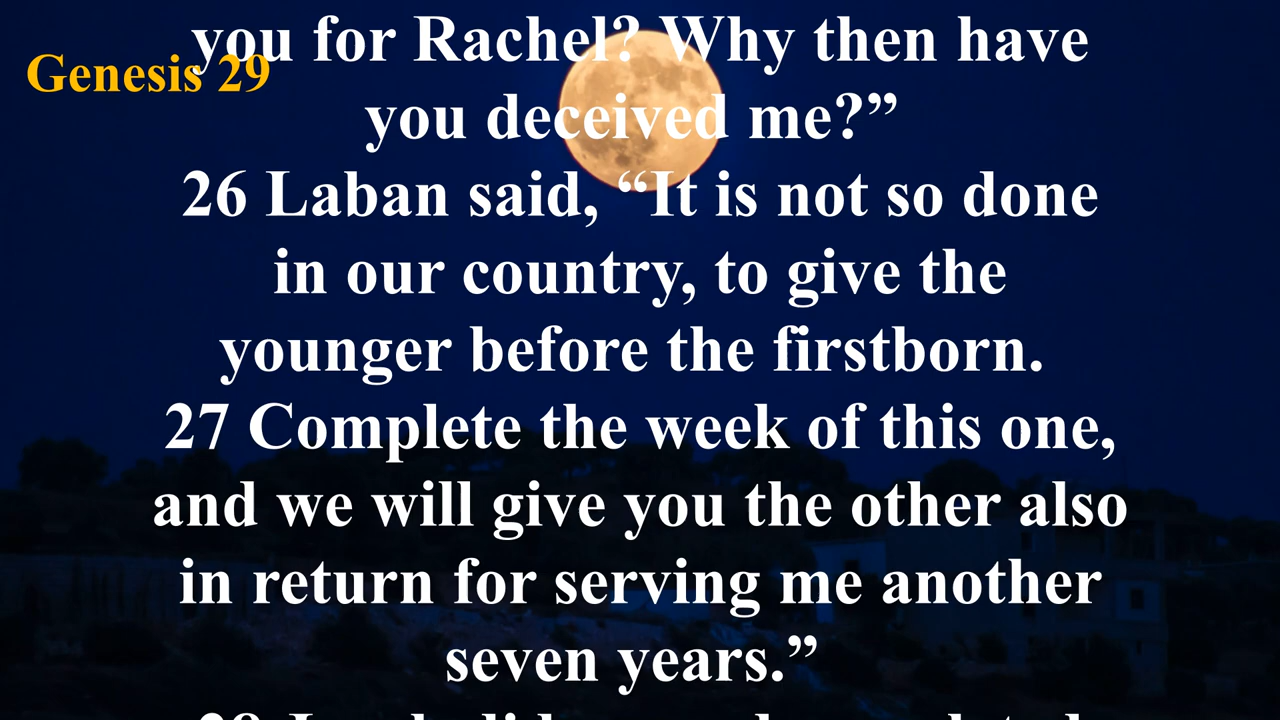 you for Rachel? Why then have
Genesis 29
you deceived me?”
26 Laban said, “It is not so done
in our country, to give the
younger before the firstborn.
27 Complete the week of this one,
and we will give you the other also
in return for serving me another
seven years.”